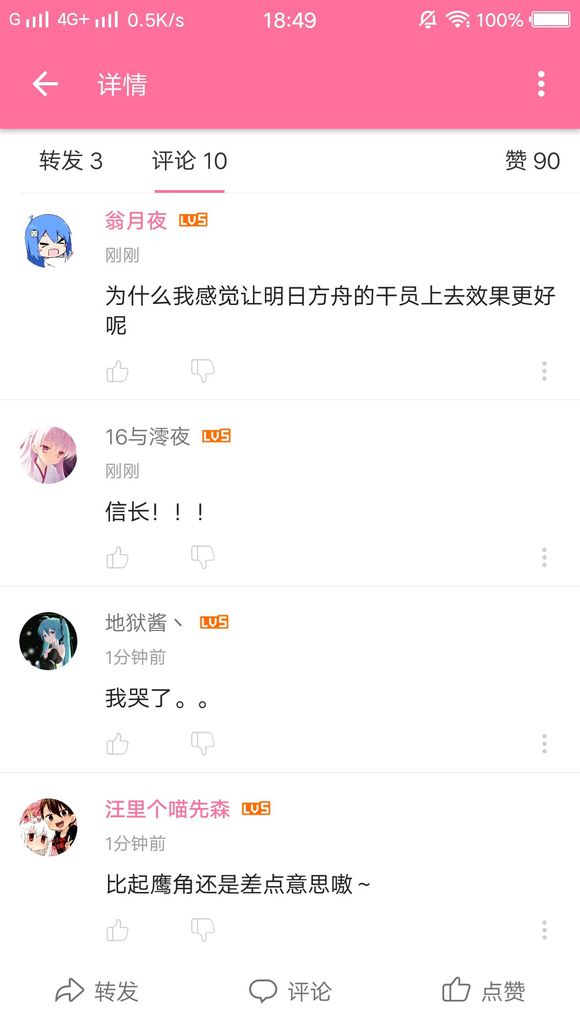 G 4G+ 0.5K/s 18:49 100%
详情
转发 3 评论 10 赞 90
翁月夜 LV5
刚刚
为什么我感觉让明日方舟的干员上去效果更好
呢
16与澪夜 LV5
刚刚
信长！！！
地狱酱丶 LV5
1分钟前
我哭了。。
汪里个喵先森 LV5
1分钟前
比起鹰角还是差点意思嗷～
转发 评论 点赞